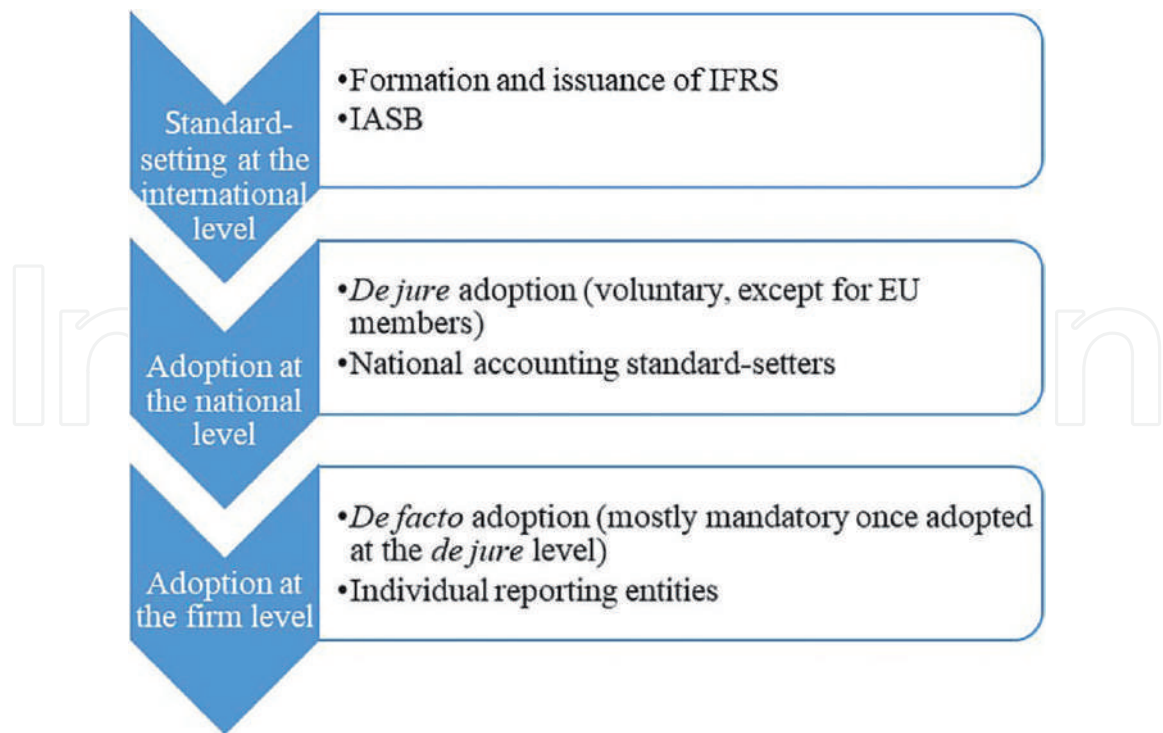 Standard-
setting at the
international
level
•Formation and issuance of IFRS
•IASB
Adoption at
the national
level
•De jure adoption (voluntary, except for EU
members)
•National accounting standard-setters
Adoption at
the firm level
•De facto adoption (mostly mandatory once adopted
at the de jure level)
•Individual reporting entities